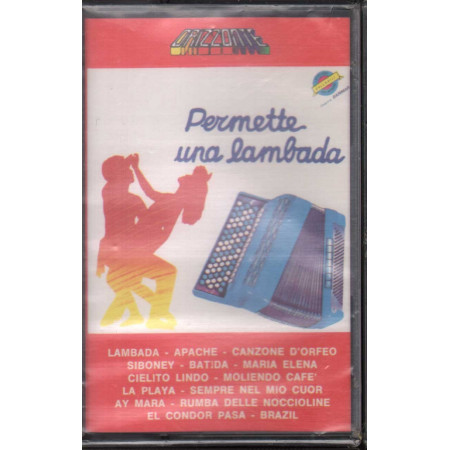 ORIZZONTE
Permette
una lambada
LAMBADA - APACHE - CANZONE D'ORFEO
SIBONEY - BATIDA - MARIA ELENA
CIELITO LINDO - MOLIENDO CAFE'
LA PLAYA - SEMPRE NEL MIO CUOR
AY MARA - RUMBA DELLE NOCCIOLINE
EL CONDOR PASA - BRAZIL